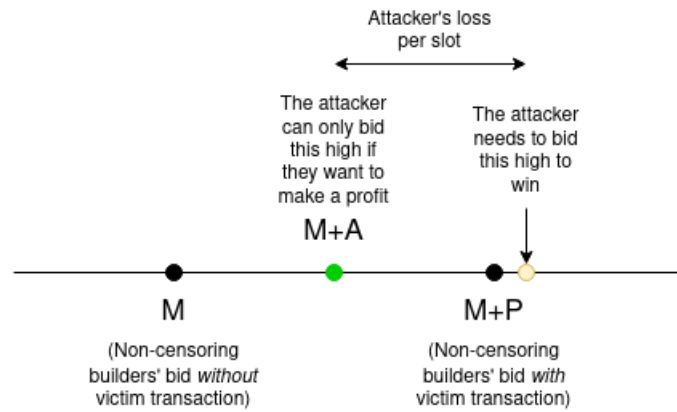 Attacker's loss
per slot
The attacker
can only bid
this high if
they want to
make a profit
M+A
The attacker
needs to bid
this high to
win
M
(Non-censoring
builders' bid without
victim transaction)
M+P
(Non-censoring
builders' bid with
victim transaction)